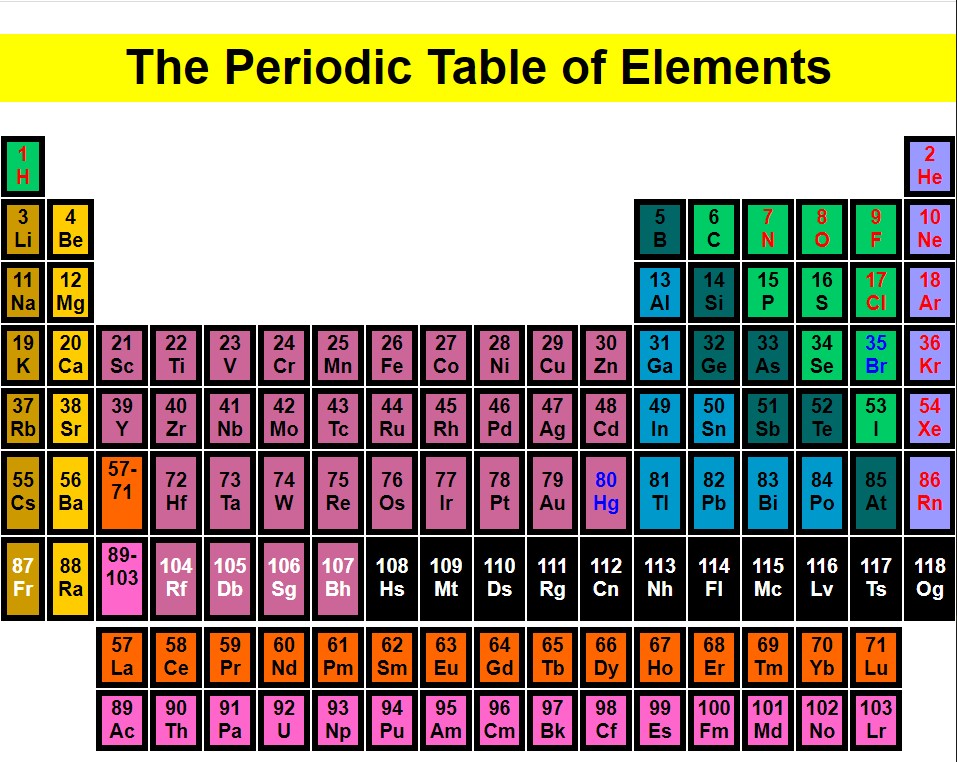 The Periodic Table of Elements
1 2
H He
3 4 5 6 7 8 9 10
Li Be B C N O F Ne
11 12 13 14 15 16 17 18
Na Mg Al Si P S Cl Ar
19 20 21 22 23 24 25 26 27 28 29 30 31 32 33 34 35 36
K Ca Sc Ti V Cr Mn Fe Co Ni Cu Zn Ga Ge As Se Br Kr
37 38 39 40 41 42 43 44 45 46 47 48 49 50 51 52 53 54
Rb Sr Y Zr Nb Mo Tc Ru Rh Pd Ag Cd In Sn Sb Te I Xe
55 56 57- 72 73 74 75 76 77 78 79 80 81 82 83 84 85 86
Cs Ba 71 Hf Ta W Re Os Ir Pt Au Hg Tl Pb Bi Po At Rn
87 88 89- 104 105 106 107 108 109 110 111 112 113 114 115 116 117 118
Fr Ra 103 Rf Db Sg Bh Hs Mt Ds Rg Cn Nh Fl Mc Lv Ts Og
57 58 59 60 61 62 63 64 65 66 67 68 69 70 71
La Ce Pr Nd Pm Sm Eu Gd Tb Dy Ho Er Tm Yb Lu
89 90 91 92 93 94 95 96 97 98 99 100 101 102 103
Ac Th Pa U Np Pu Am Cm Bk Cf Es Fm Md No Lr